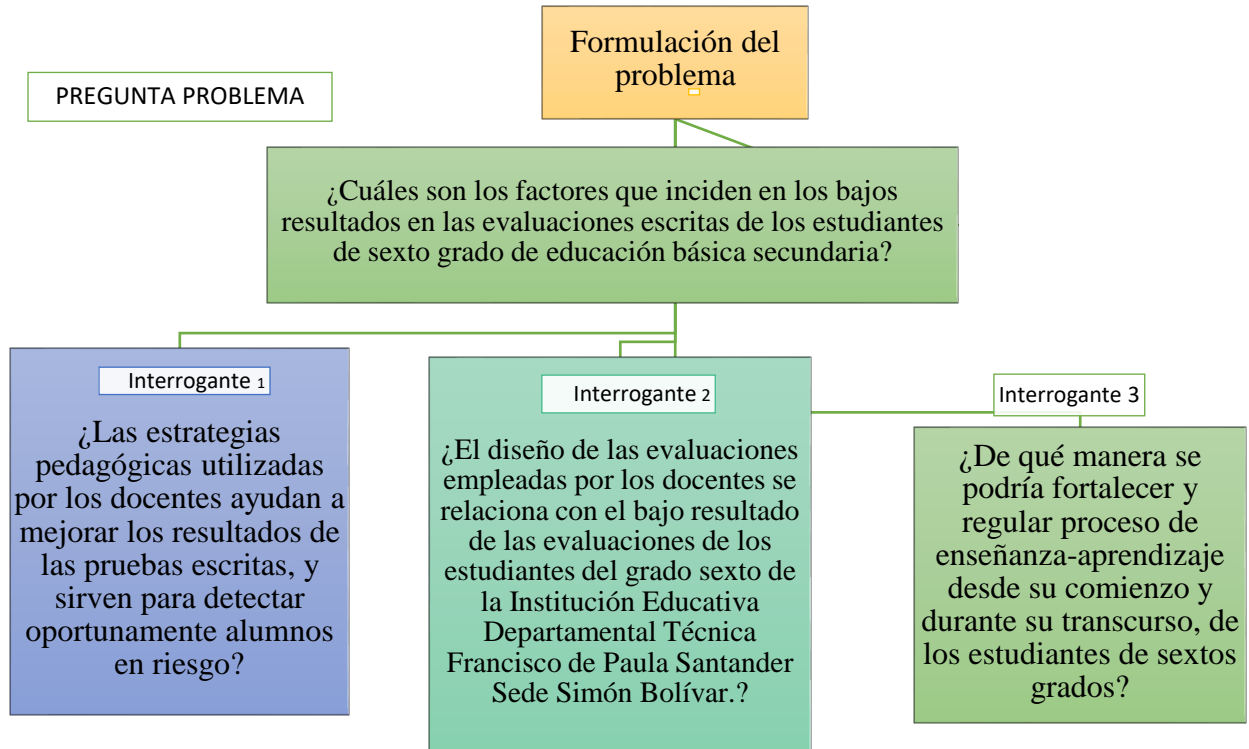 Formulación del
problema
PREGUNTA PROBLEMA
¿Cuáles son los factores que inciden en los bajos
resultados en las evaluaciones escritas de los estudiantes
de sexto grado de educación básica secundaria?
Interrogante 1
¿Las estrategias
pedagógicas utilizadas
por los docentes ayudan a
mejorar los resultados de
las pruebas escritas, y
sirven para detectar
oportunamente alumnos
en riesgo?
Interrogante 2
¿El diseño de las evaluaciones
empleadas por los docentes se
relaciona con el bajo resultado
de las evaluaciones de los
estudiantes del grado sexto de
la Institución Educativa
Departamental Técnica
Francisco de Paula Santander
Sede Simón Bolívar.?
Interrogante 3
¿De qué manera se
podría fortalecer y
regular proceso de
enseñanza-aprendizaje
desde su comienzo y
durante su transcurso, de
los estudiantes de sextos
grados?